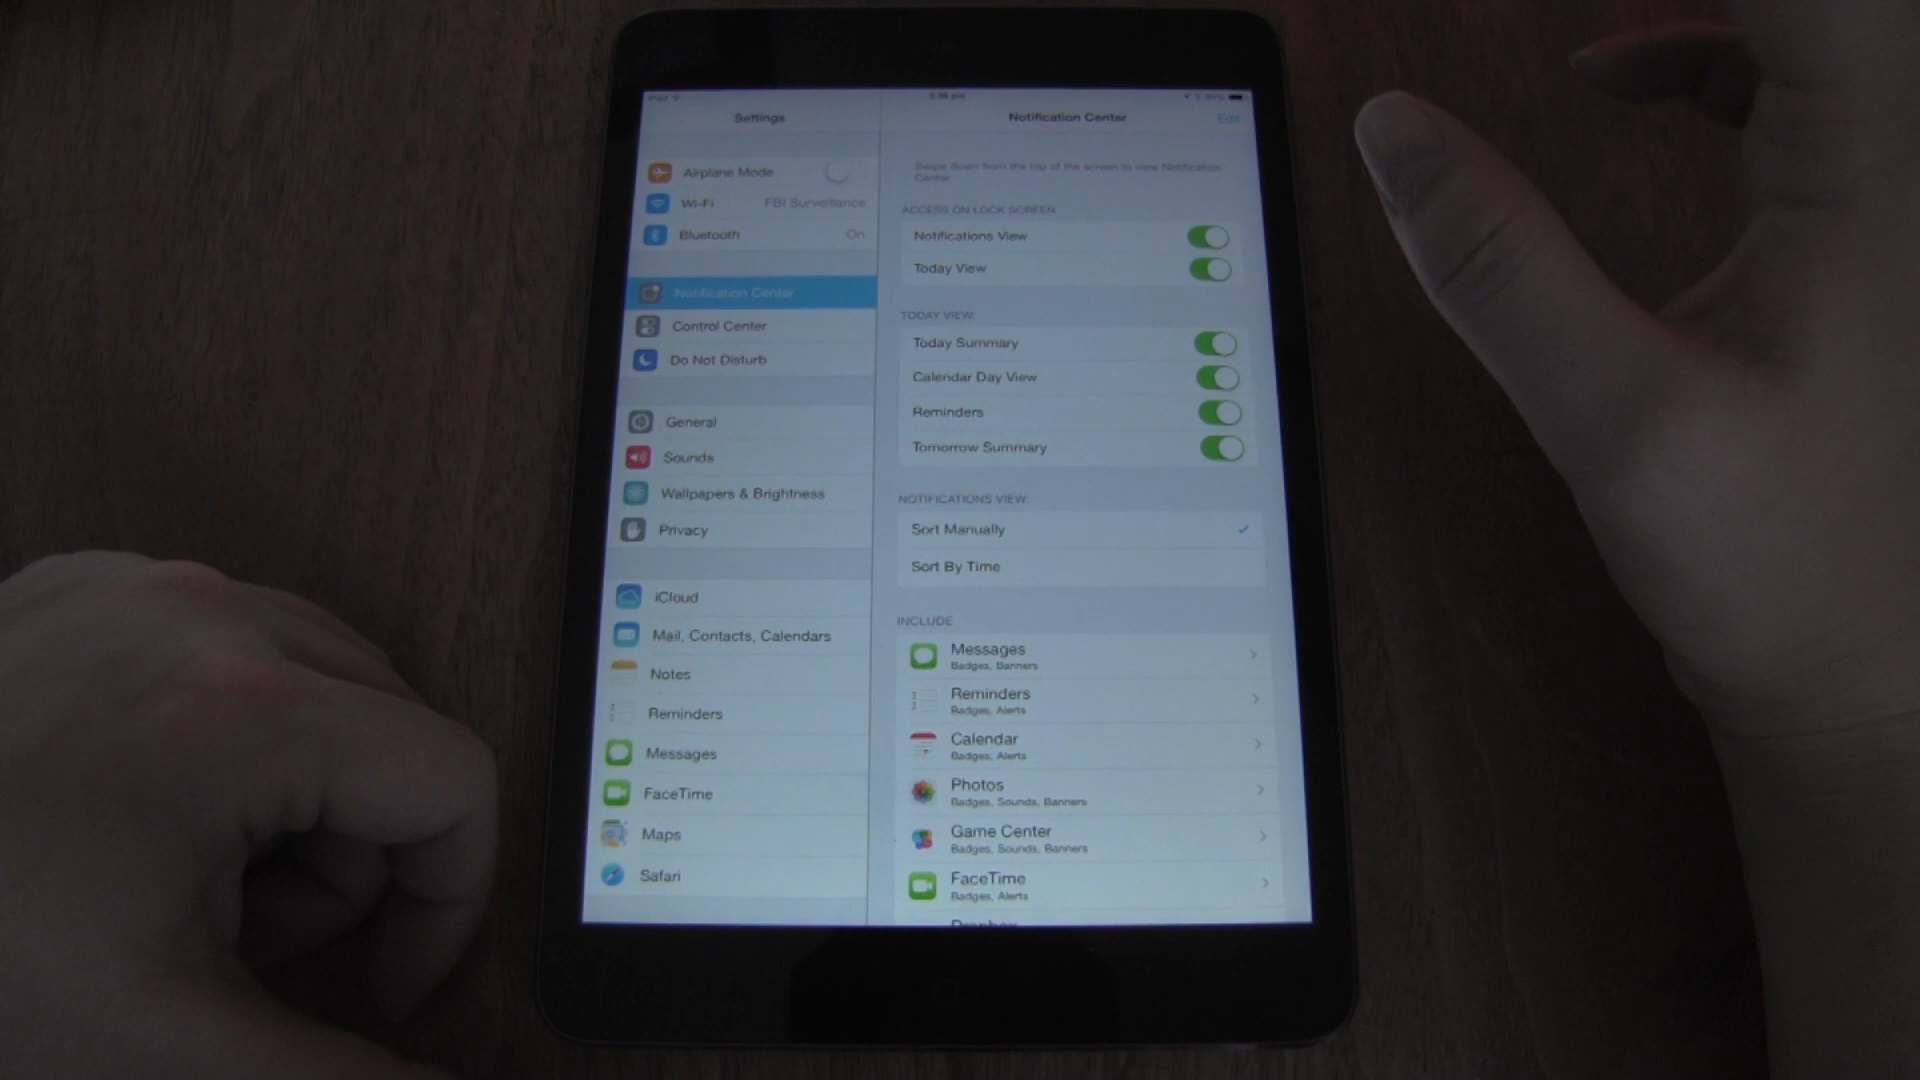 iPad
Settings
Airplane Mode
Wi-Fi FBI Surveillance
Bluetooth On
Notification Center
Control Center
Do Not Disturb
General
Sounds
Wallpapers & Brightness
Privacy
iCloud
Mail, Contacts, Calendars
Notes
Reminders
Messages
FaceTime
Maps
Safari
Notification Center Edit
Swipe down from the top of the screen to view Notification
Center.
ACCESS ON LOCK SCREEN
Notifications View
Today View
TODAY VIEW:
Today Summary
Calendar Day View
Reminders
Tomorrow Summary
NOTIFICATIONS VIEW:
Sort Manually
Sort By Time
INCLUDE:
Messages
Badges, Banners
Reminders
Badges, Alerts
Calendar
Badges, Alerts
Photos
Badges, Sounds, Banners
Game Center
Badges, Sounds, Banners
FaceTime
Badges, Alerts
Dropbox